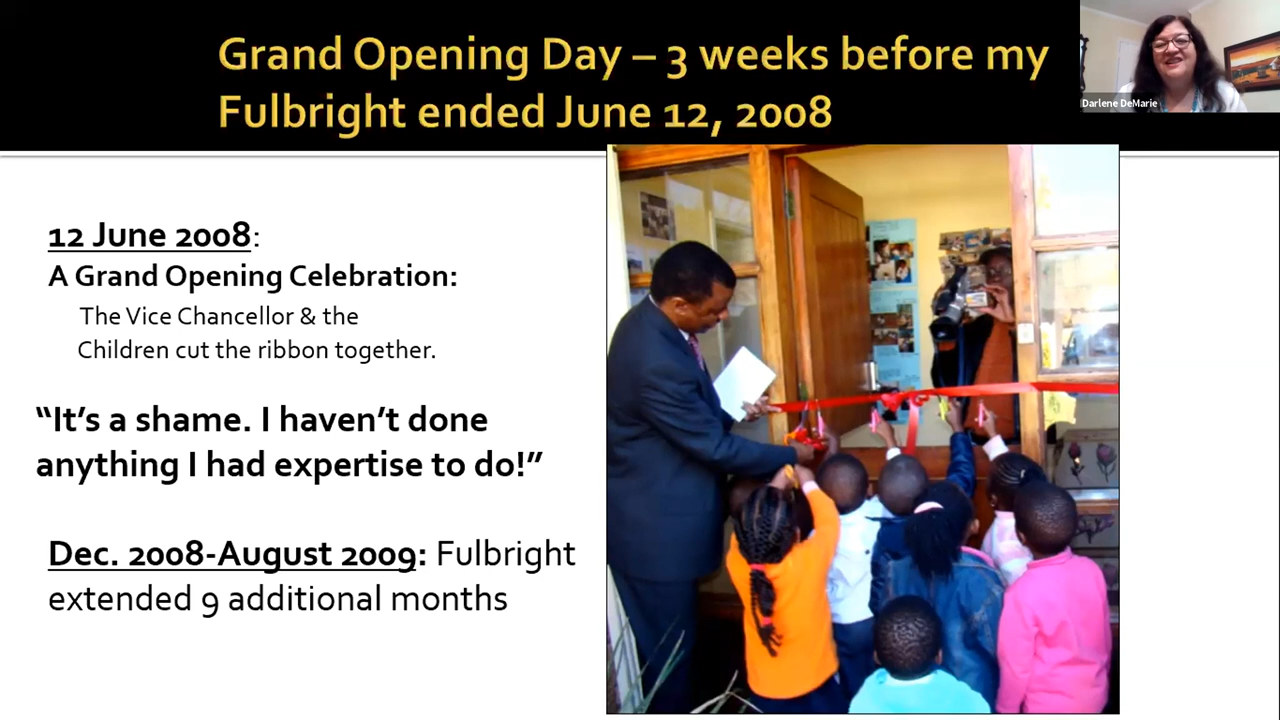 Grand Opening Day – 3 weeks before my
Fulbright ended June 12, 2008
Darlene DeMarie
12 June 2008:
A Grand Opening Celebration:
The Vice Chancellor & the
Children cut the ribbon together.
“It’s a shame. I haven’t done
anything I had expertise to do!”
Dec. 2008-August 2009: Fulbright
extended 9 additional months